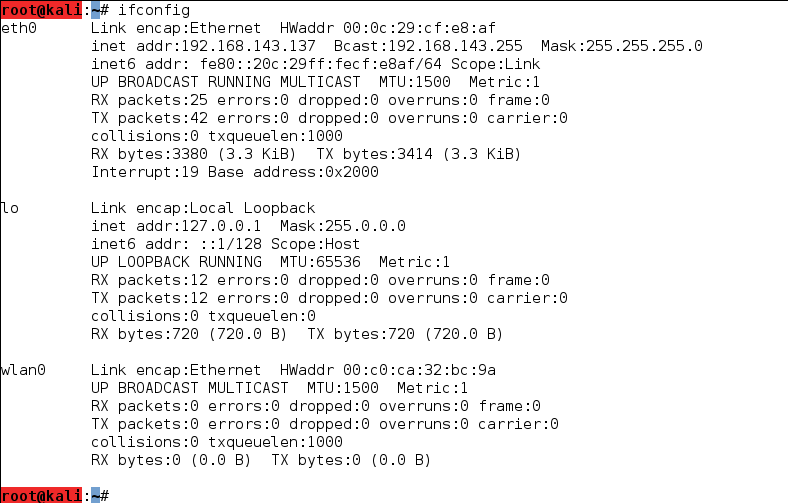 root@kali:~# ifconfig
eth0      Link encap:Ethernet  HWaddr 00:0c:29:cf:e8:af
          inet addr:192.168.143.137  Bcast:192.168.143.255  Mask:255.255.255.0
          inet6 addr: fe80::20c:29ff:fecf:e8af/64 Scope:Link
          UP BROADCAST RUNNING MULTICAST  MTU:1500  Metric:1
          RX packets:25 errors:0 dropped:0 overruns:0 frame:0
          TX packets:42 errors:0 dropped:0 overruns:0 carrier:0
          collisions:0 txqueuelen:1000
          RX bytes:3380 (3.3 KiB)  TX bytes:3414 (3.3 KiB)
          Interrupt:19 Base address:0x2000

lo        Link encap:Local Loopback
          inet addr:127.0.0.1  Mask:255.0.0.0
          inet6 addr: ::1/128 Scope:Host
          UP LOOPBACK RUNNING  MTU:65536  Metric:1
          RX packets:12 errors:0 dropped:0 overruns:0 frame:0
          TX packets:12 errors:0 dropped:0 overruns:0 carrier:0
          collisions:0 txqueuelen:0
          RX bytes:720 (720.0 B)  TX bytes:720 (720.0 B)

wlan0     Link encap:Ethernet  HWaddr 00:c0:ca:32:bc:9a
          UP BROADCAST MULTICAST  MTU:1500  Metric:1
          RX packets:0 errors:0 dropped:0 overruns:0 frame:0
          TX packets:0 errors:0 dropped:0 overruns:0 carrier:0
          collisions:0 txqueuelen:1000
          RX bytes:0 (0.0 B)  TX bytes:0 (0.0 B)

root@kali:~#